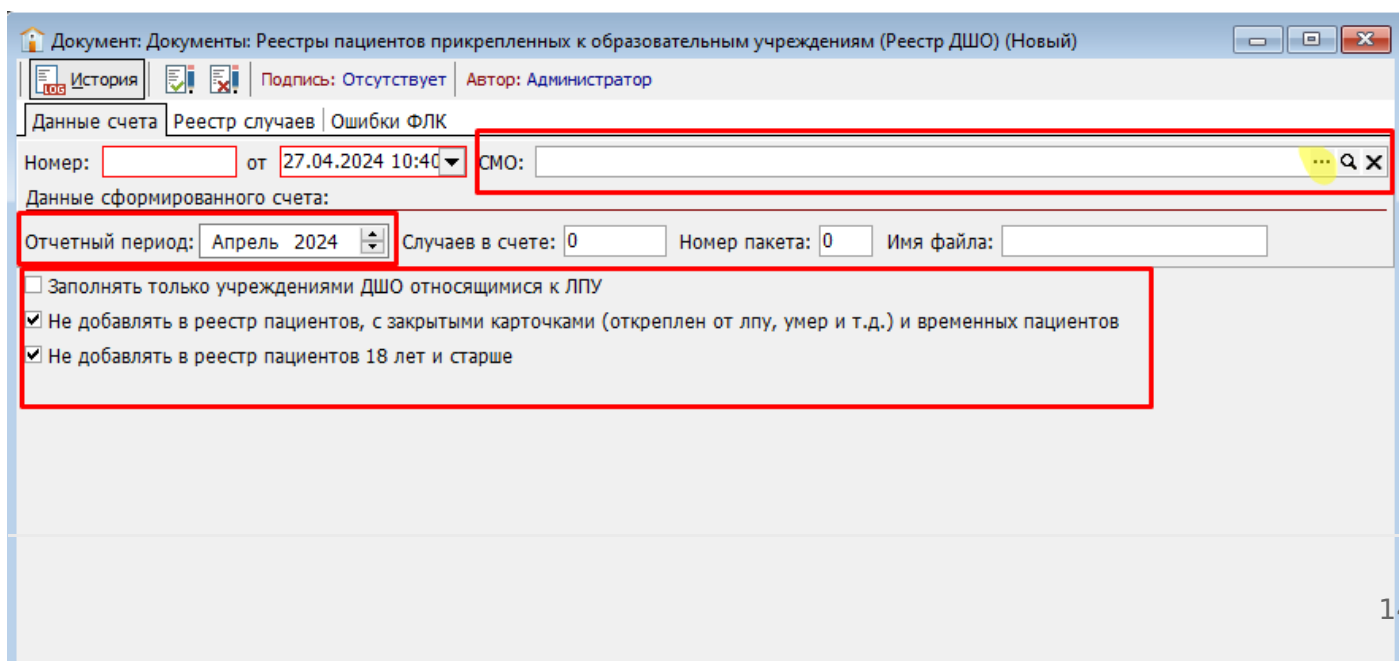 Документ: Документы: Реестры пациентов прикрепленных к образовательным учреждениям (Реестр ДШО) (Новый)
LOG История Подпись: Отсутствует Автор: Администратор
Данные счета Реестр случаев Ошибки ФЛК
Номер: от 27.04.2024 10:40 СМО:
Данные сформированного счета:
Отчетный период: Апрель 2024 Случаев в счете: 0 Номер пакета: 0 Имя файла:
Заполнять только учреждениями ДШО относящимися к ЛПУ
Не добавлять в реестр пациентов, с закрытыми карточками (откреплен от лпу, умер и т.д.) и временных пациентов
Не добавлять в реестр пациентов 18 лет и старше